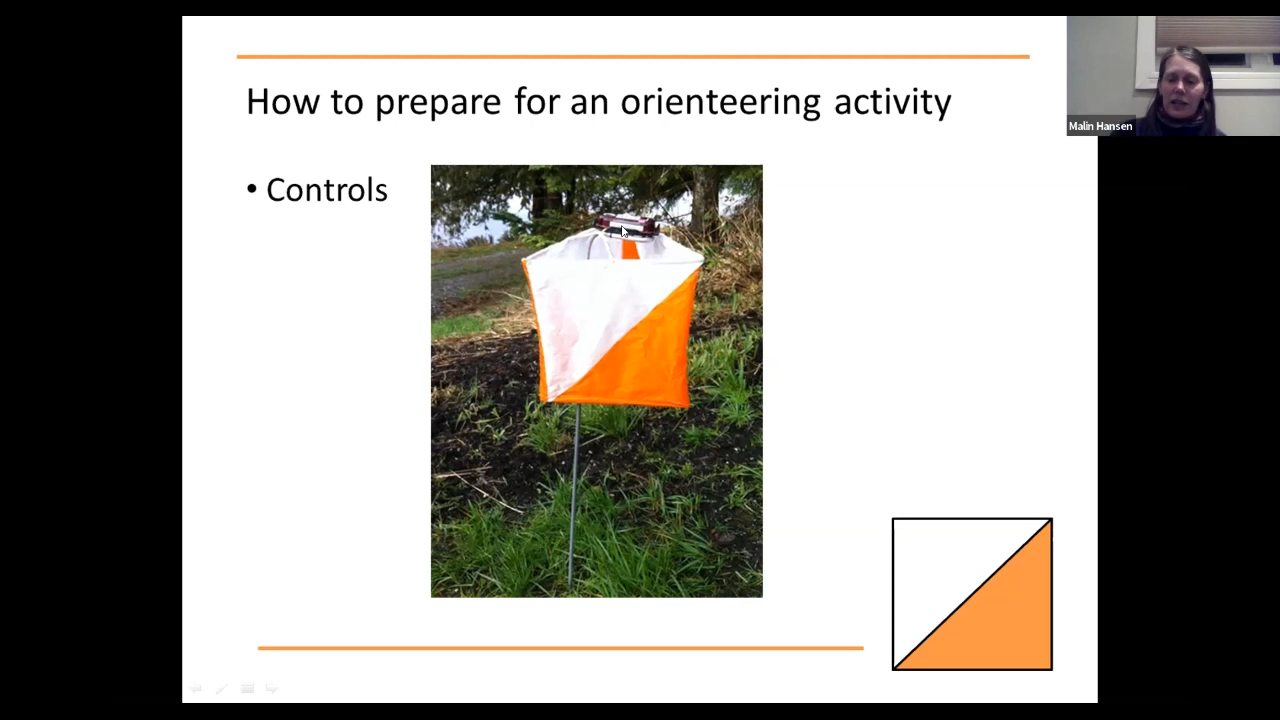 How to prepare for an orienteering activity
Malin Hansen
• Controls